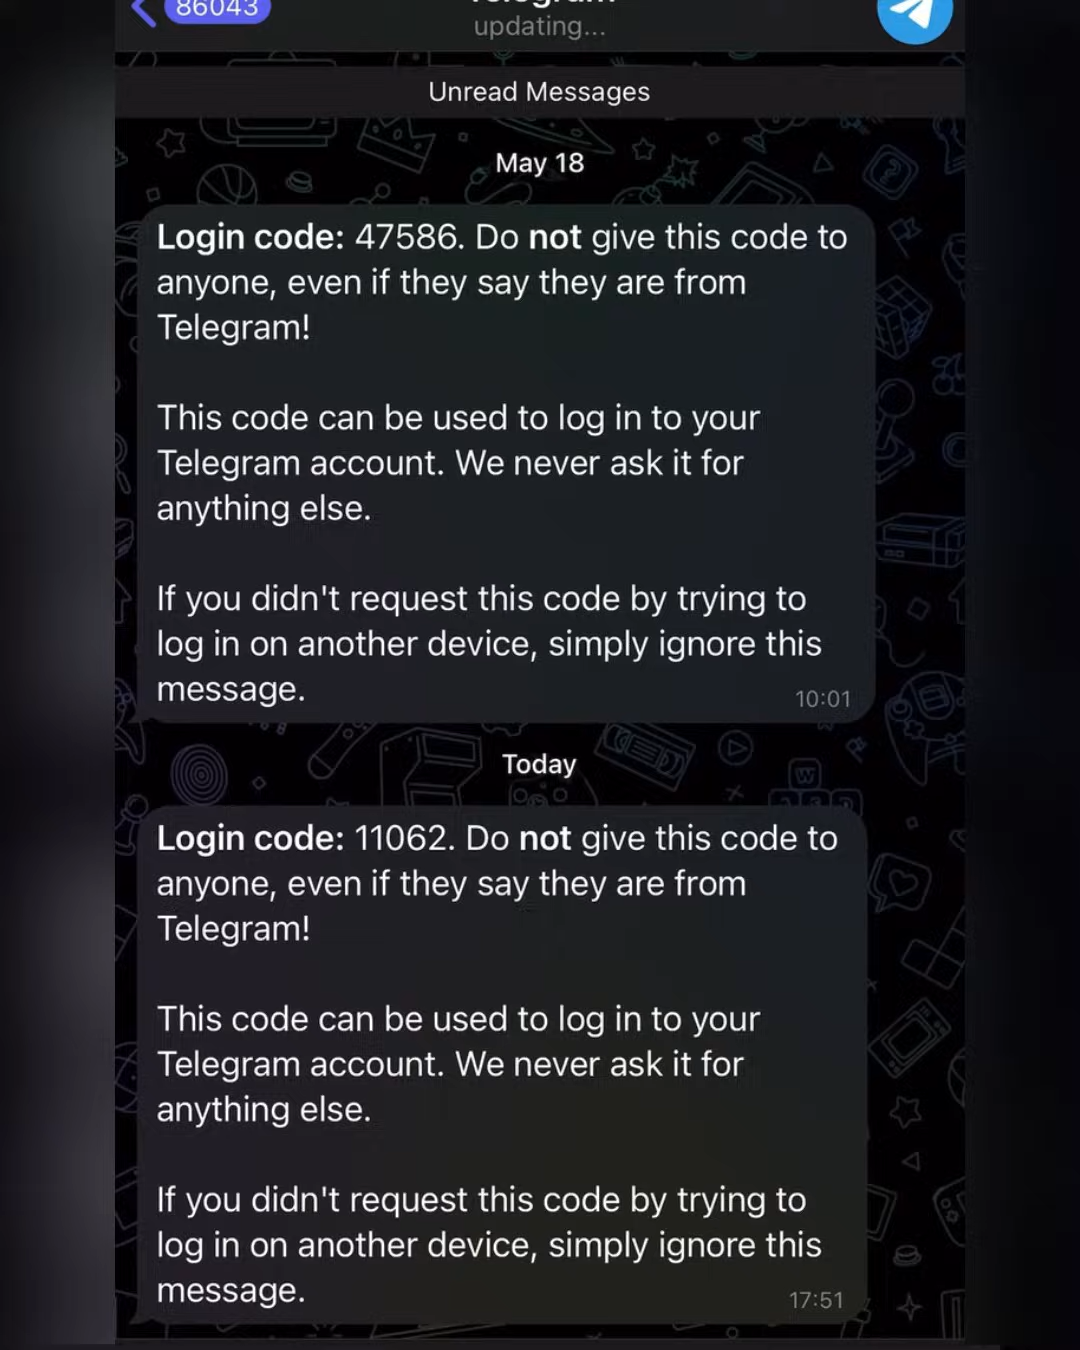 86043
Telegram
updating...
Unread Messages
May 18
Login code: 47586. Do not give this code to
anyone, even if they say they are from
Telegram!
This code can be used to log in to your
Telegram account. We never ask it for
anything else.
If you didn't request this code by trying to
log in on another device, simply ignore this
message.
10:01
Today
Login code: 11062. Do not give this code to
anyone, even if they say they are from
Telegram!
This code can be used to log in to your
Telegram account. We never ask it for
anything else.
If you didn't request this code by trying to
log in on another device, simply ignore this
message.
17:51